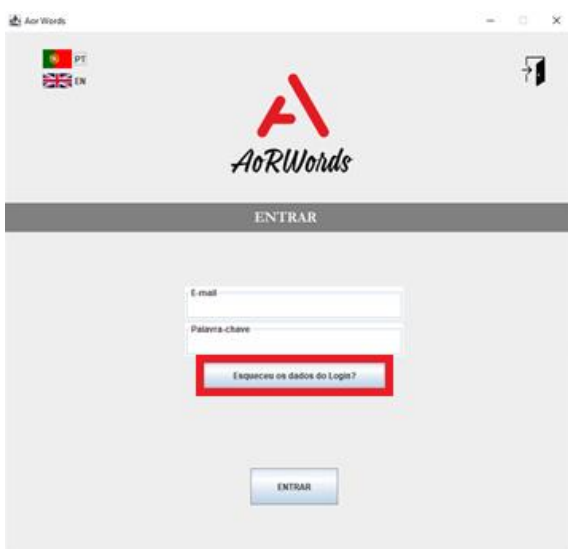 Aor Words
PT
EN
AoRWords
ENTRAR
E-mail
Palavra-chave
Esqueceu os dados do Login?
ENTRAR